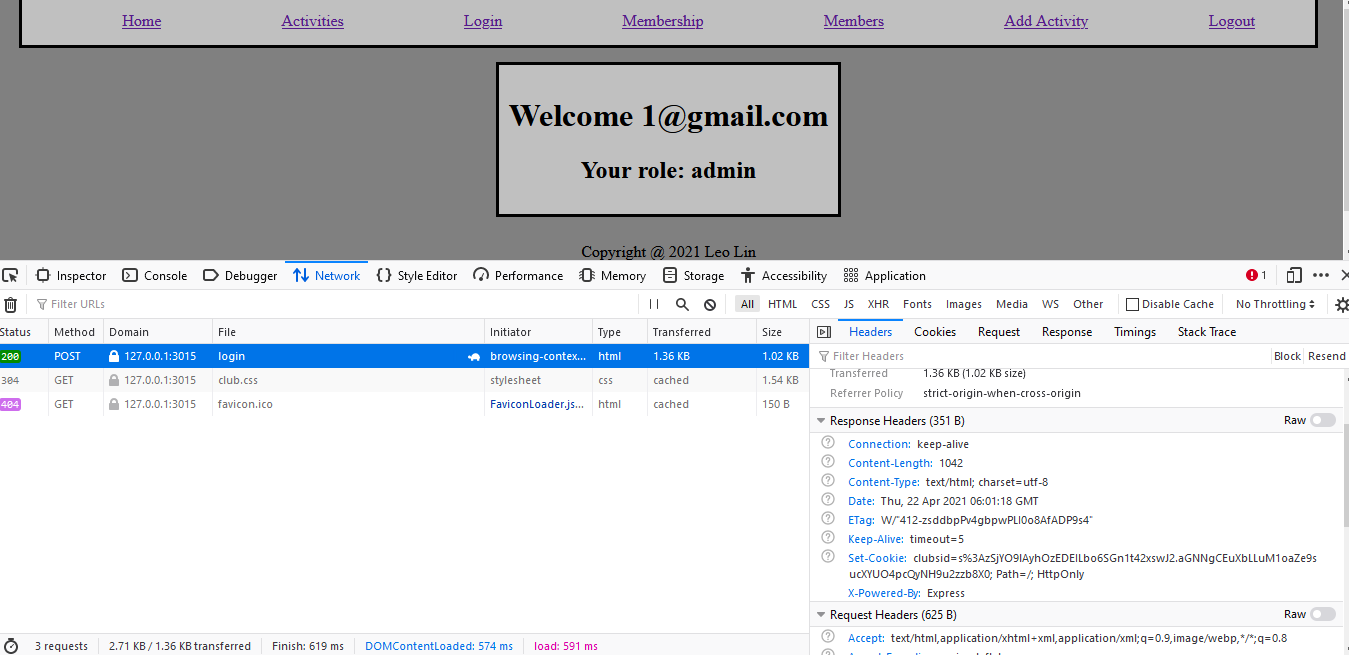 Home Activities Login Membership Members Add Activity Logout
Welcome 1@gmail.com
Your role: admin
Copyright @ 2021 Leo Lin
Inspector Console Debugger Network Style Editor Performance Memory Storage Accessibility Application 1
Filter URLs All HTML CSS JS XHR Fonts Images Media WS Other Disable Cache No Throttling
Status Method Domain File Initiator Type Transferred Size
200 POST 127.0.0.1:3015 login browsing-contex... html 1.36 KB 1.02 KB
304 GET 127.0.0.1:3015 club.css stylesheet css cached 1.54 KB
404 GET 127.0.0.1:3015 favicon.ico FaviconLoader.js... html cached 150 B
Headers Cookies Request Response Timings Stack Trace
Filter Headers Block Resend
Transferred 1.36 KB (1.02 KB size)
Referrer Policy strict-origin-when-cross-origin
Response Headers (351 B) Raw
Connection: keep-alive
Content-Length: 1042
Content-Type: text/html; charset=utf-8
Date: Thu, 22 Apr 2021 06:01:18 GMT
ETag:
Keep-Alive: timeout=5
Set-Cookie:
Path=/; HttpOnly
X-Powered-By: Express
Request Headers (625 B) Raw
Accept: text/html,application/xhtml+xml,application/xml;q=0.9,image/webp,*/*;q=0.8
3 requests 2.71 KB / 1.36 KB transferred Finish: 619 ms DOMContentLoaded: 574 ms load: 591 ms